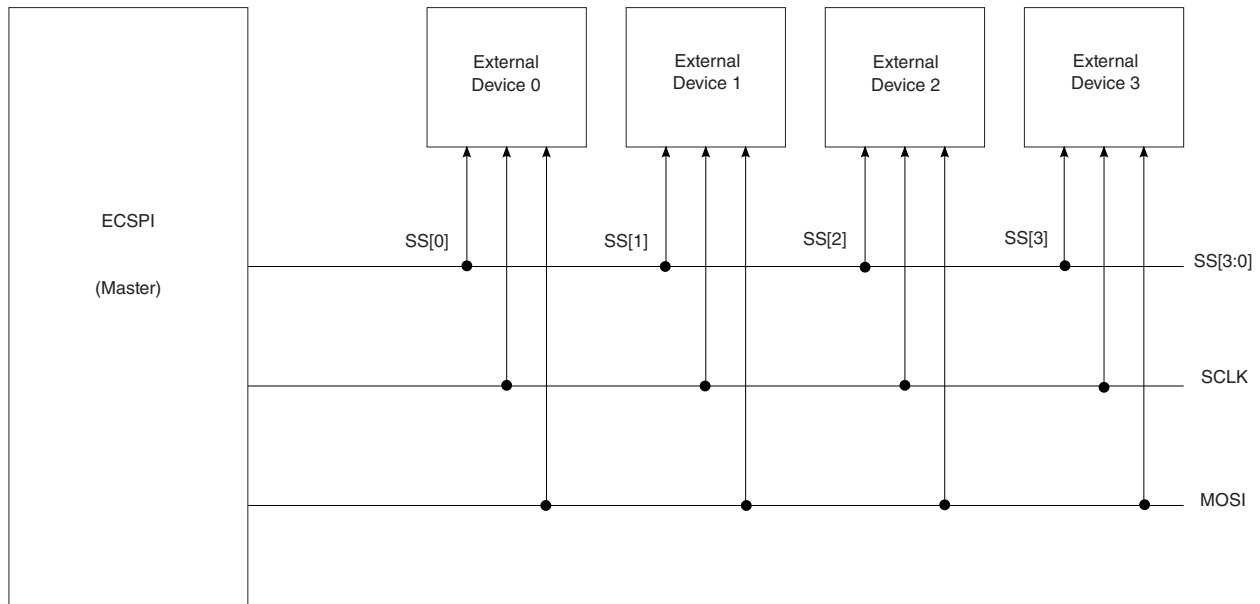 External
Device 0
External
Device 1
External
Device 2
External
Device 3
ECSPI
(Master)
SS[0]
SS[1]
SS[2]
SS[3]
SS[3:0]
SCLK
MOSI